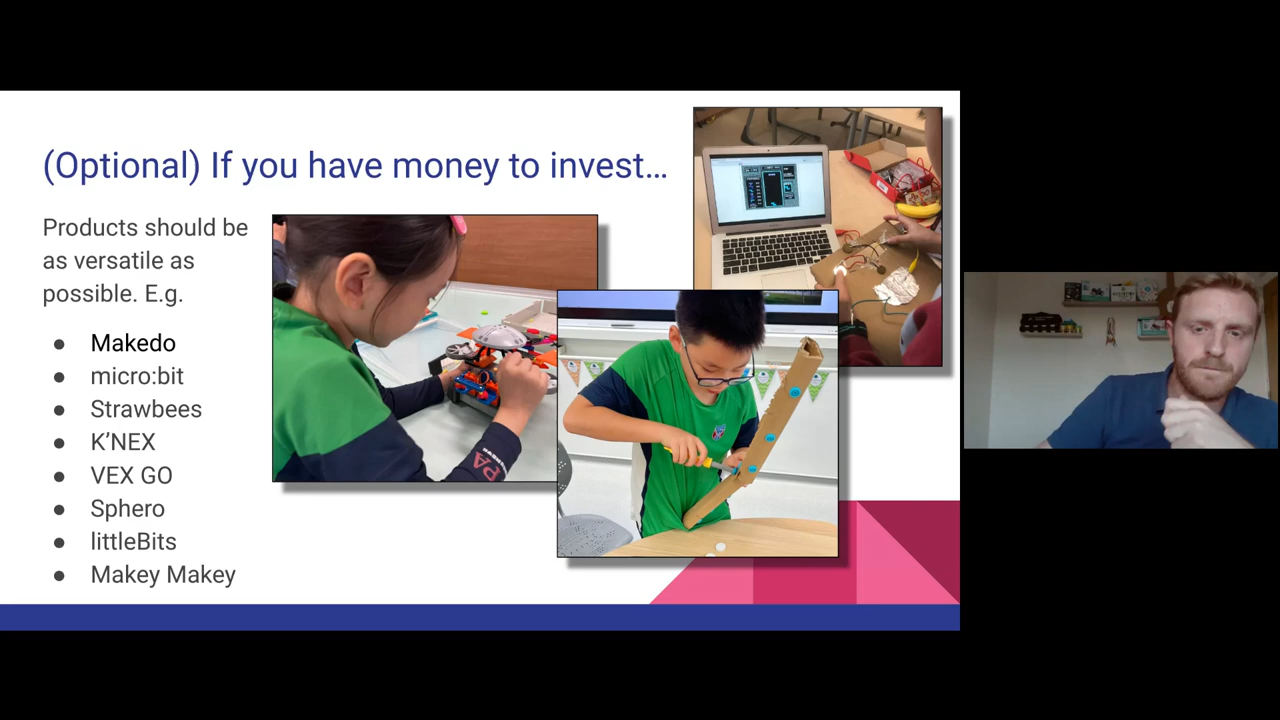 (Optional) If you have money to invest…
Products should be
as versatile as
possible. E.g.
● Makedo
● micro:bit
● Strawbees
● K’NEX
● VEX GO
● Sphero
● littleBits
● Makey Makey